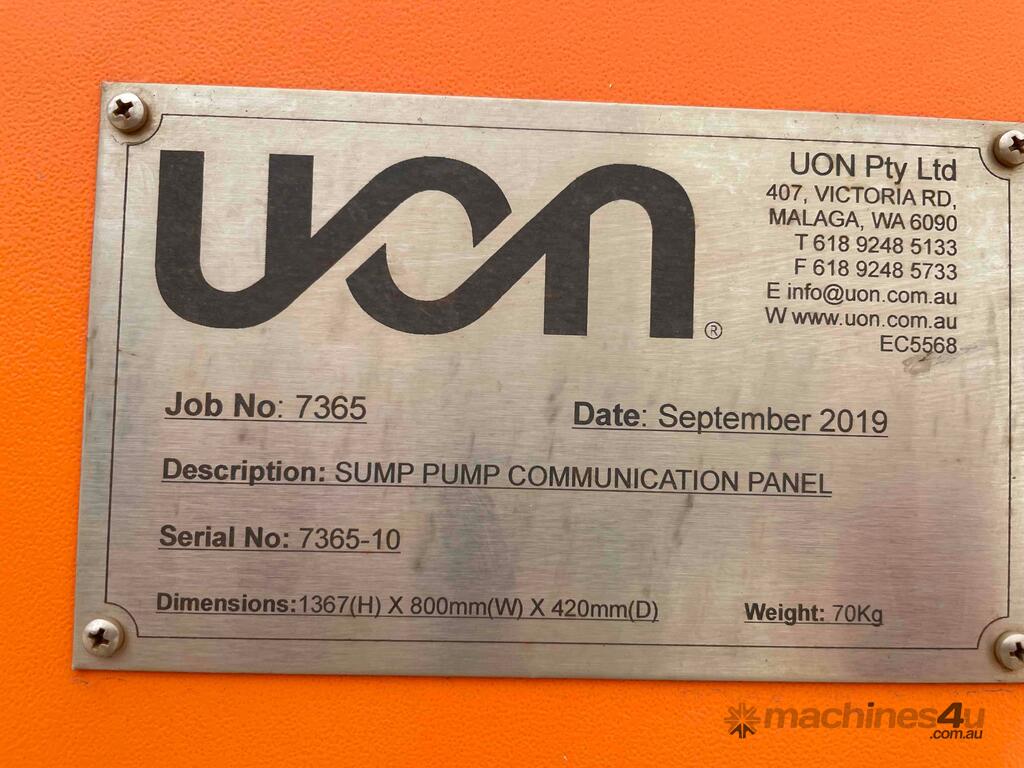 uon®
UON Pty Ltd
407, VICTORIA RD,
MALAGA, WA 6090
T 618 9248 5133
F 618 9248 5733
E info@uon.com.au
W www.uon.com.au
EC5568
Job No: 7365
Date: September 2019
Description: SUMP PUMP COMMUNICATION PANEL
Serial No: 7365-10
Dimensions:1367(H) X 800mm(W) X 420mm(D)
Weight: 70Kg
machines4u
.com.au